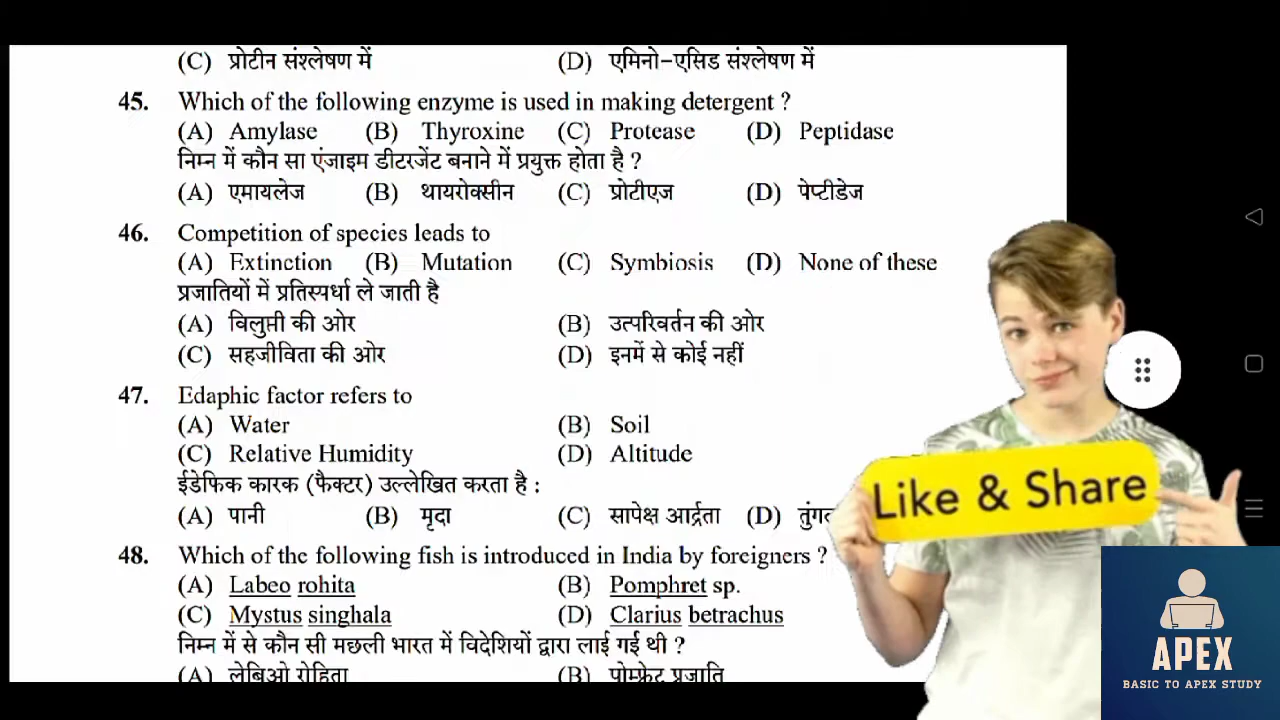 (C) प्रोटीन संश्लेषण में (D) एमिनो-एसिड संश्लेषण में
45. Which of the following enzyme is used in making detergent ?
(A) Amylase (B) Thyroxine (C) Protease (D) Peptidase
निम्न में कौन सा एंजाइम डीटरजेंट बनाने में प्रयुक्त होता है ?
(A) एमायलेज (B) थायरोक्सीन (C) प्रोटीएज (D) पेप्टीडेज
46. Competition of species leads to
(A) Extinction (B) Mutation (C) Symbiosis (D) None of these
प्रजातियों में प्रतिस्पर्धा ले जाती है
(A) विलुप्ती की ओर (B) उत्परिवर्तन की ओर
(C) सहजीविता की ओर (D) इनमें से कोई नहीं
47. Edaphic factor refers to
(A) Water (B) Soil
(C) Relative Humidity (D) Altitude
ईडेफिक कारक (फैक्टर) उल्लेखित करता है :
(A) पानी (B) मृदा (C) सापेक्ष आर्द्रता (D)
Like & Share
48. Which of the following fish is introduced in India by foreigners ?
(A) Labeo rohita (B) Pomphret sp.
(C) Mystus singhala (D) Clarius betrachus
निम्न में से कौन सी मछली भारत में विदेशियों द्वारा लाई गई थी ?
(A) लेबिओ रोहिता (B) पोम्फ्रेट प्रजाति
APEX
BASIC TO APEX STUDY